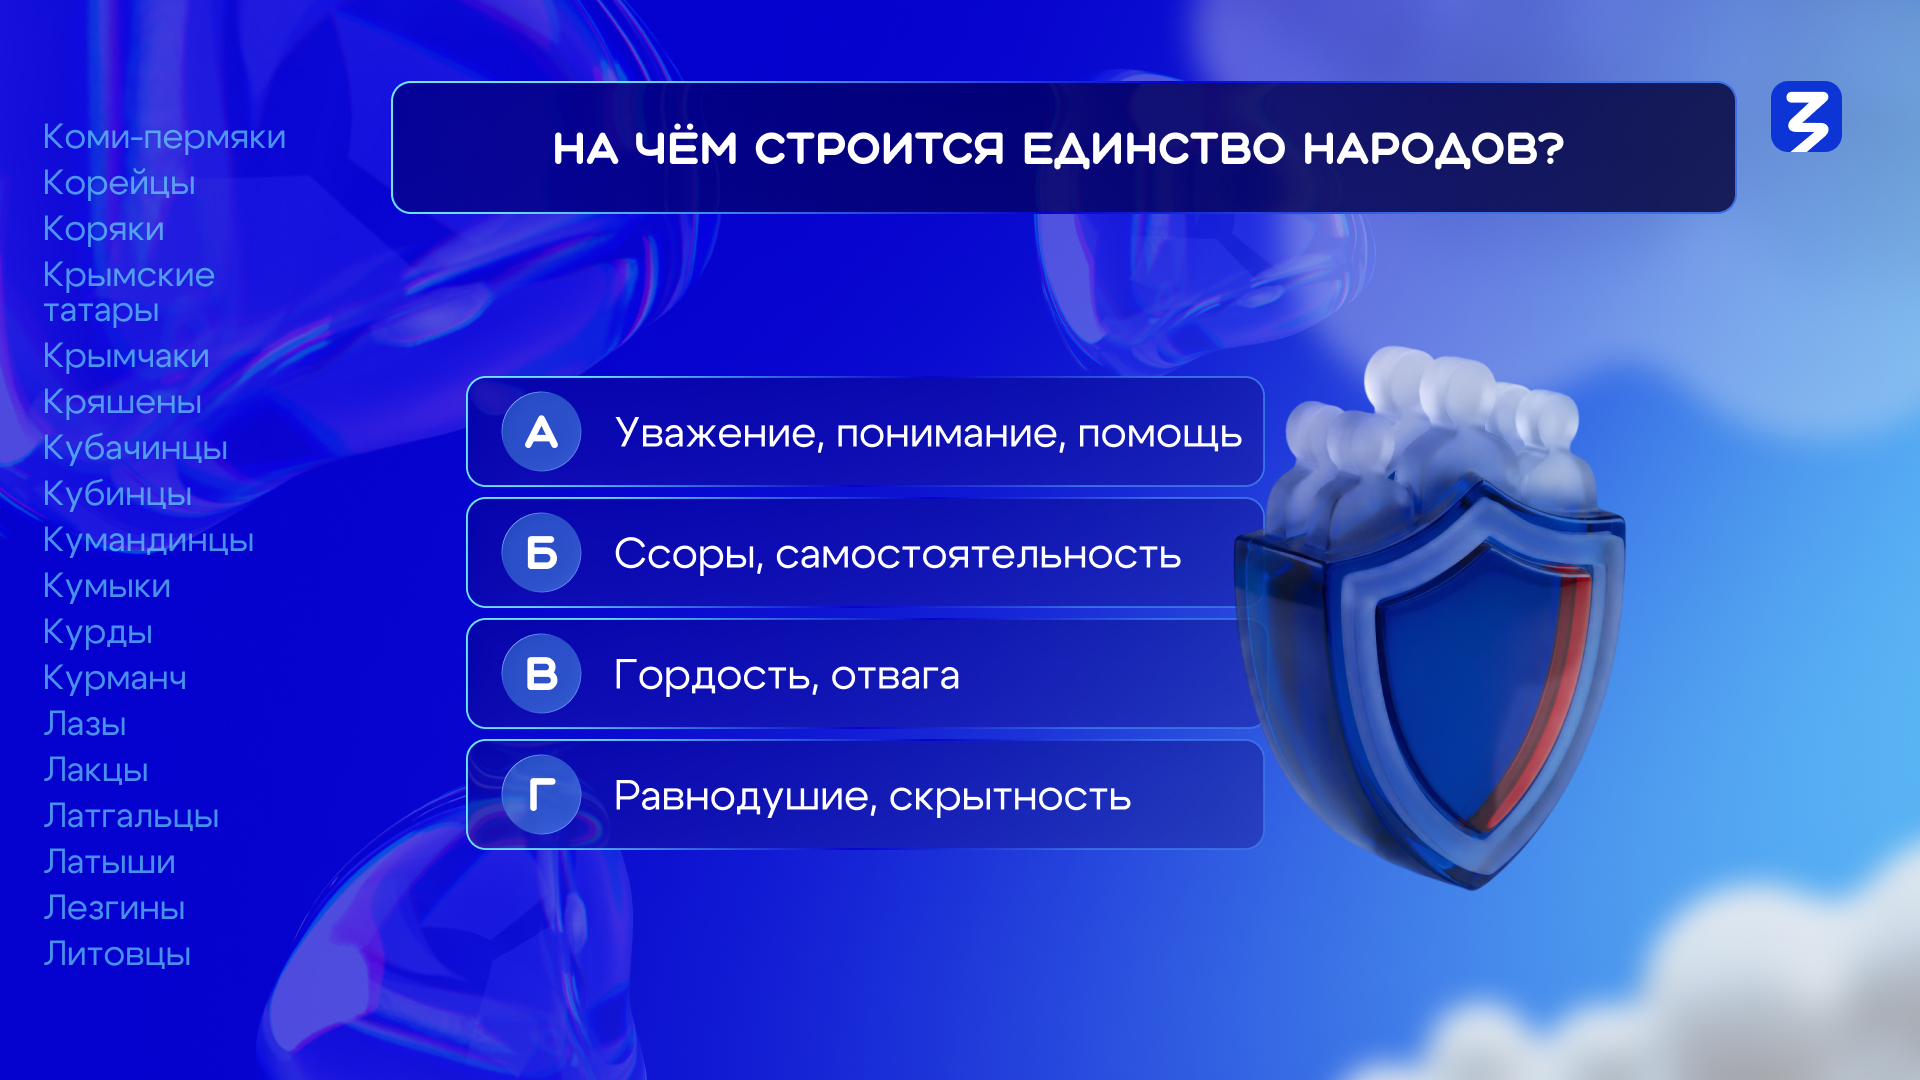 НА ЧЁМ СТРОИТСЯ ЕДИНСТВО НАРОДОВ?
Коми-пермяки
Корейцы
Коряки
Крымские
татары
Крымчаки
Кряшены
Кубачинцы
Кубинцы
Кумандинцы
Кумыки
Курды
Курманч
Лазы
Лакцы
Латгальцы
Латыши
Лезгины
Литовцы
А Уважение, понимание, помощь
Б Ссоры, самостоятельность
В Гордость, отвага
Г Равнодушие, скрытность